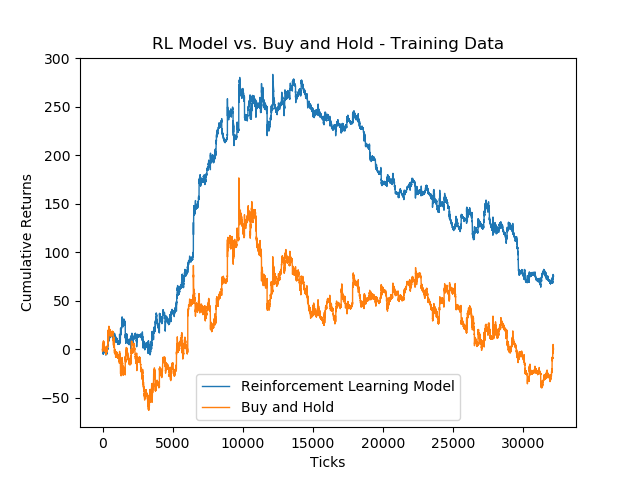 RL Model vs. Buy and Hold - Training Data
300
250
200
150
100
50
0
−50
Cumulative Returns
Reinforcement Learning Model
Buy and Hold
0 5000 10000 15000 20000 25000 30000
Ticks